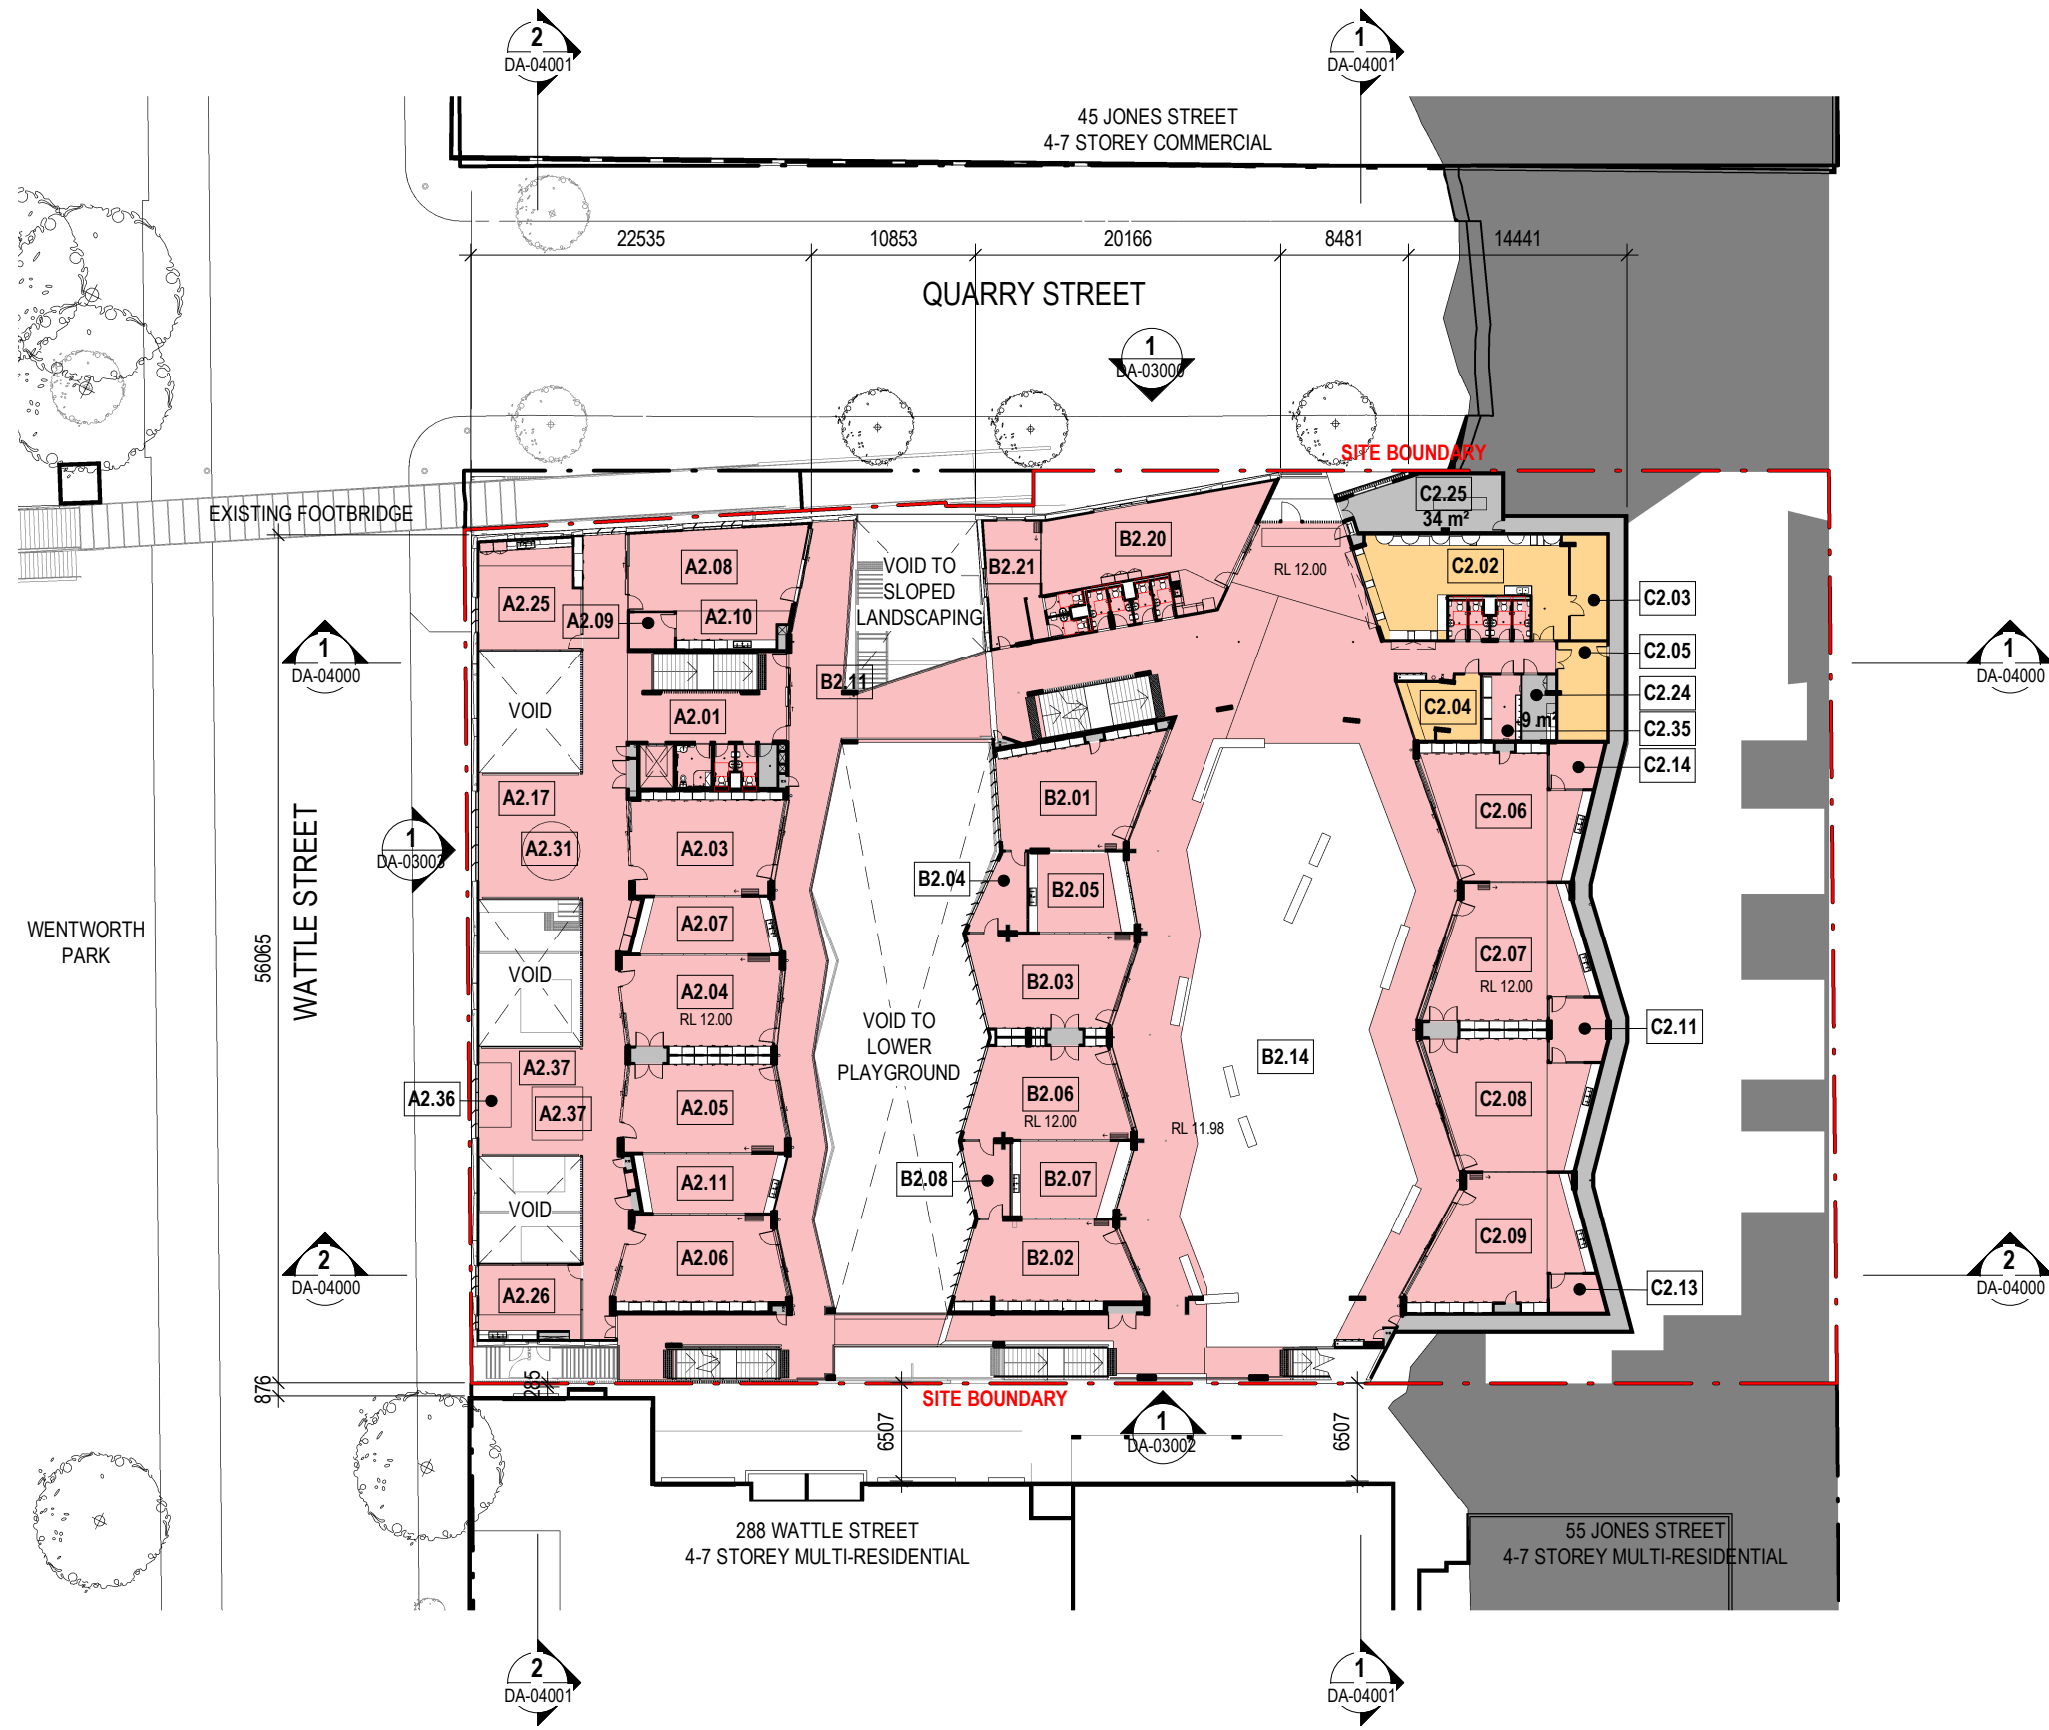 2
DA-04001
1
DA-04001
45 JONES STREET
4-7 STOREY COMMERCIAL
22535
10853
20166
8481
14441
QUARRY STREET
1
DA-03000
SITE BOUNDARY
EXISTING FOOTBRIDGE
C2.25
34 m²
A2.08
VOID TO
SLOPED
LANDSCAPING
B2.20
B2.21
RL 12.00
C2.02
A2.25
A2.09
A2.10
C2.03
1
DA-04000
C2.05
1
DA-04000
B2.11
C2.24
VOID
A2.01
C2.04
9 m²
C2.35
C2.14
A2.17
B2.01
C2.06
WATTLE STREET
1
DA-03003
A2.31
A2.03
B2.04
B2.05
WENTWORTH
PARK
56065
A2.07
VOID
A2.04
RL 12.00
B2.03
C2.07
RL 12.00
VOID TO
LOWER
PLAYGROUND
B2.14
C2.11
A2.37
A2.36
A2.37
A2.05
B2.06
RL 12.00
RL 11.98
C2.08
A2.11
B2.08
B2.07
VOID
2
DA-04000
A2.06
B2.02
C2.09
2
DA-04000
A2.26
C2.13
876
285
SITE BOUNDARY
6507
1
DA-03002
6507
288 WATTLE STREET
4-7 STOREY MULTI-RESIDENTIAL
55 JONES STREET
4-7 STOREY MULTI-RESIDENTIAL
2
DA-04001
1
DA-04001